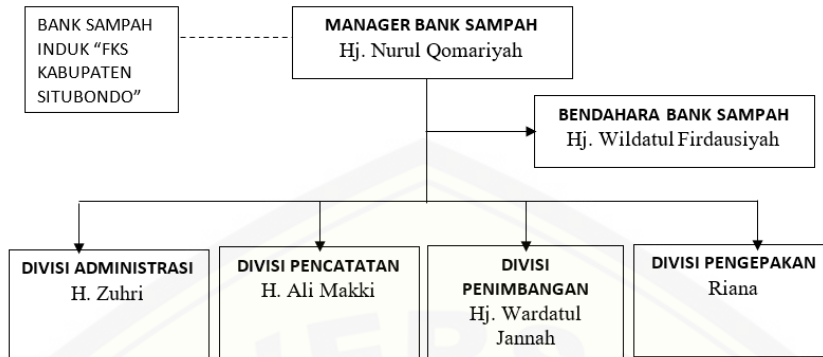 BANK SAMPAH
INDUK “FKS
KABUPATEN
SITUBONDO”
MANAGER BANK SAMPAH
Hj. Nurul Qomariyah
BENDAHARA BANK SAMPAH
Hj. Wildatul Firdausiyah
DIVISI ADMINISTRASI
H. Zuhri
DIVISI PENCATATAN
H. Ali Makki
DIVISI
PENIMBANGAN
Hj. Wardatul
Jannah
DIVISI PENGEPAKAN
Riana